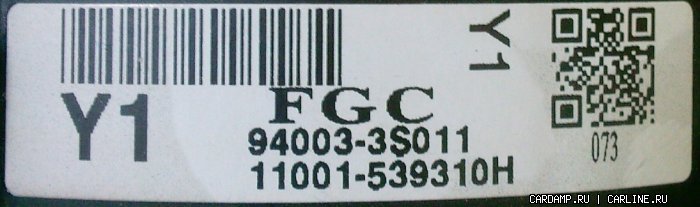 Y1
FGC
94003-3S011
11001-539310H
Y1
073
CARDAMP.RU | CARLINE.RU